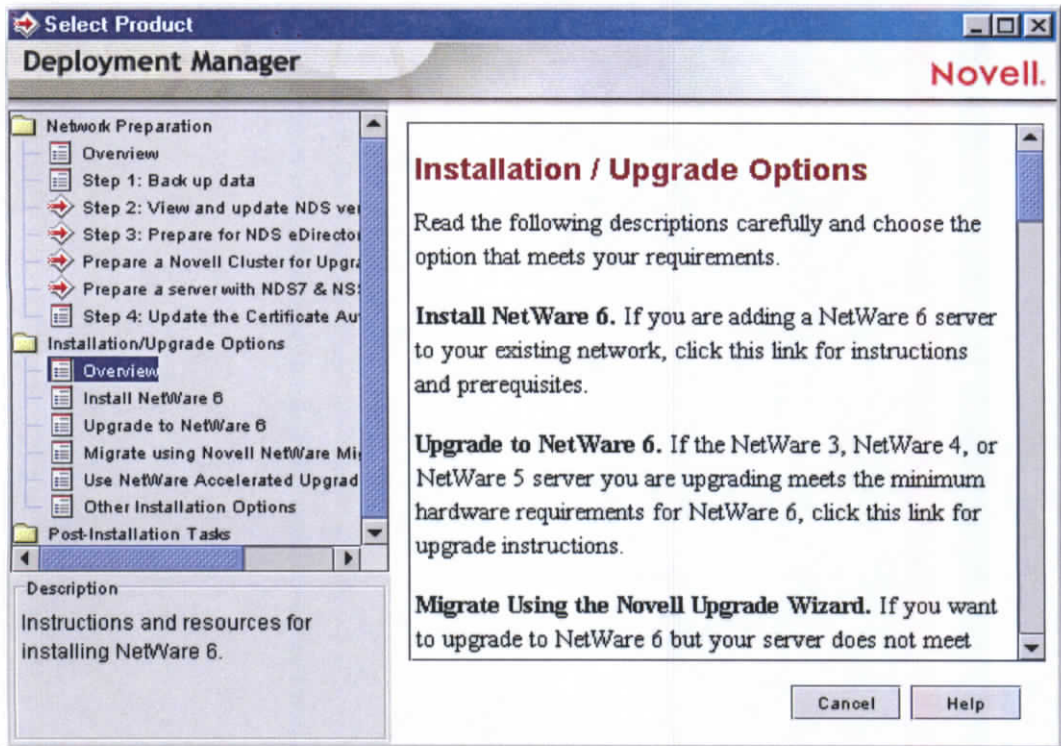 Select Product
Deployment Manager
Novell.
Network Preparation
Overview
Step 1: Back up data
Step 2: View and update NDS ver
Step 3: Prepare for NDS eDirector
Prepare a Novell Cluster for Upgra
Prepare a server with NDS7 & NS
Step 4: Update the Certificate Au
Installation/Upgrade Options
Overview
Install NetWare 6
Upgrade to NetWare 6
Migrate using Novell NetWare Mi
Use NetWare Accelerated Upgrad
Other Installation Options
Post-Installation Tasks
Description
Instructions and resources for
installing NetWare 6.
Installation / Upgrade Options
Read the following descriptions carefully and choose the
option that meets your requirements.
Install NetWare 6. If you are adding a NetWare 6 server
to your existing network, click this link for instructions
and prerequisites.
Upgrade to NetWare 6. If the NetWare 3, NetWare 4, or
NetWare 5 server you are upgrading meets the minimum
hardware requirements for NetWare 6, click this link for
upgrade instructions.
Migrate Using the Novell Upgrade Wizard. If you want
to upgrade to NetWare 6 but your server does not meet
Cancel
Help